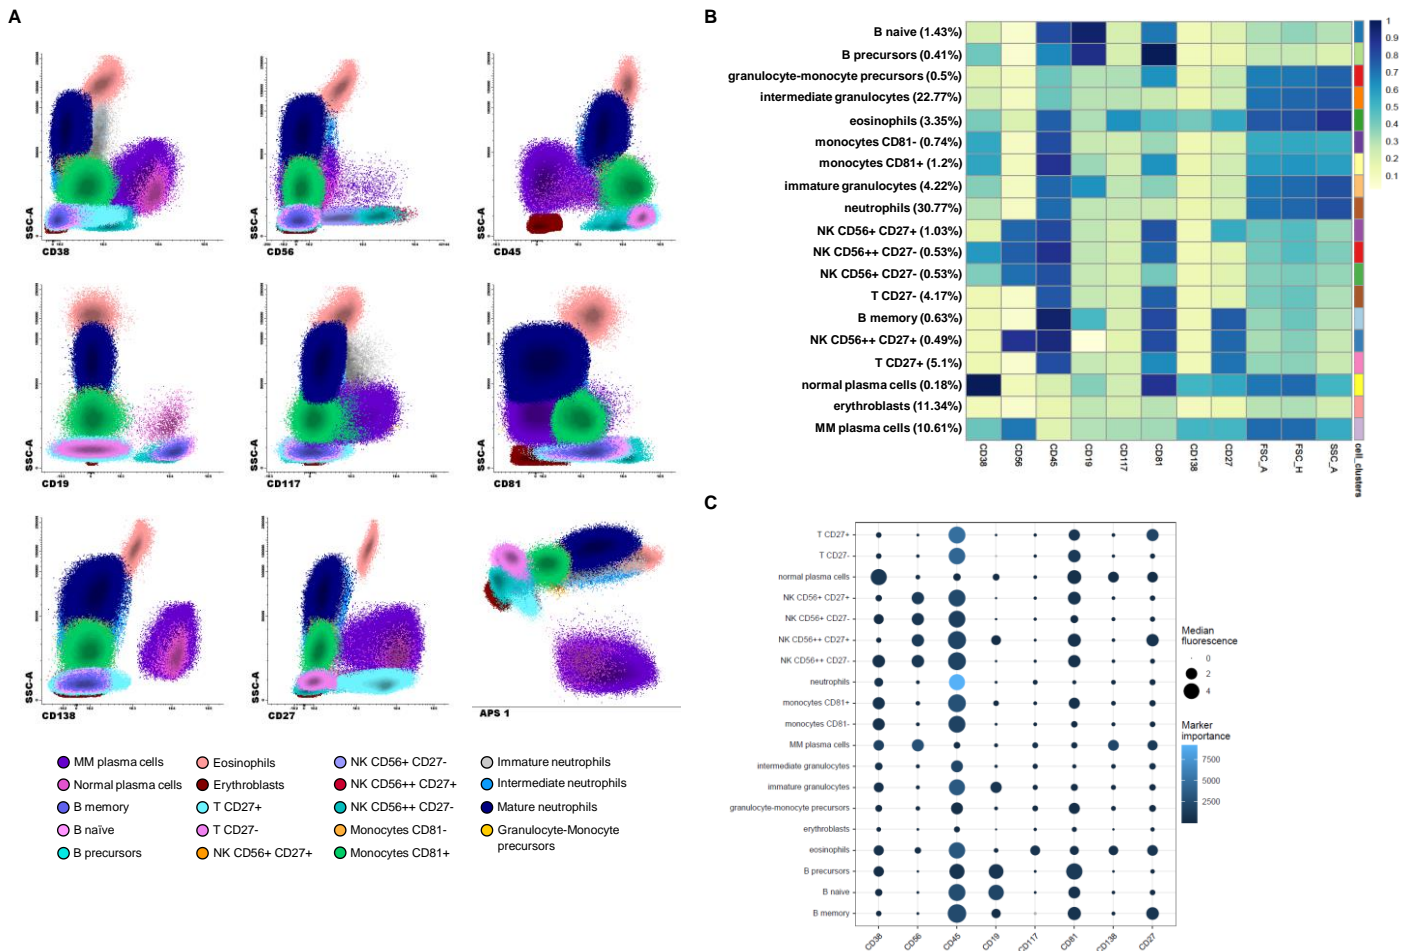 A
SSC-A
CD38
SSC-A
CD56
SSC-A
CD45
SSC-A
CD19
SSC-A
CD117
SSC-A
CD81
SSC-A
CD138
SSC-A
CD27
APS 1
MM plasma cells
Normal plasma cells
B memory
B naïve
B precursors
Eosinophils
Erythroblasts
T CD27+
T CD27-
NK CD56+ CD27+
NK CD56+ CD27-
NK CD56++ CD27+
NK CD56++ CD27-
Monocytes CD81-
Monocytes CD81+
Immature neutrophils
Intermediate neutrophils
Mature neutrophils
Granulocyte-Monocyte
precursors
B
B naive (1.43%)
B precursors (0.41%)
granulocyte-monocyte precursors (0.5%)
intermediate granulocytes (22.77%)
eosinophils (3.35%)
monocytes CD81- (0.74%)
monocytes CD81+ (1.2%)
immature granulocytes (4.22%)
neutrophils (30.77%)
NK CD56+ CD27+ (1.03%)
NK CD56++ CD27- (0.53%)
NK CD56+ CD27- (0.53%)
T CD27- (4.17%)
B memory (0.63%)
NK CD56++ CD27+ (0.49%)
T CD27+ (5.1%)
normal plasma cells (0.18%)
erythroblasts (11.34%)
MM plasma cells (10.61%)
CD38
CD56
CD45
CD19
CD117
CD81
CD138
CD27
FSC_A
FSC_H
SSC_A
cell_clusters
1
0.9
0.8
0.7
0.6
0.5
0.4
0.3
0.2
0.1
C
T CD27+
T CD27-
normal plasma cells
NK CD56+ CD27+
NK CD56+ CD27-
NK CD56++ CD27+
NK CD56++ CD27-
neutrophils
monocytes CD81+
monocytes CD81-
MM plasma cells
intermediate granulocytes
immature granulocytes
granulocyte-monocyte precursors
erythroblasts
eosinophils
B precursors
B naive
B memory
CD38
CD56
CD45
CD19
CD117
CD81
CD138
CD27
Median
fluorescence
0
2
4
Marker
importance
7500
5000
2500